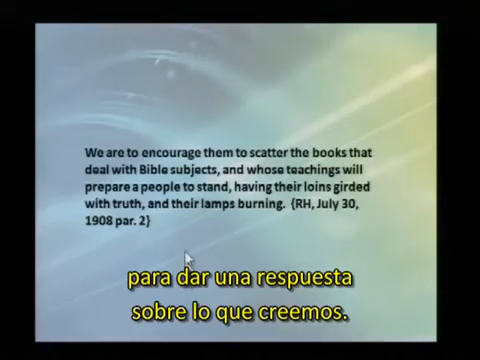 We are to encourage them to scatter the books that
deal with Bible subjects, and whose teachings will
prepare a people to stand, having their loins girded
with truth, and their lamps burning. {RH, July 30,
1908 par. 2}
para dar una respuesta
sobre lo que creemos.